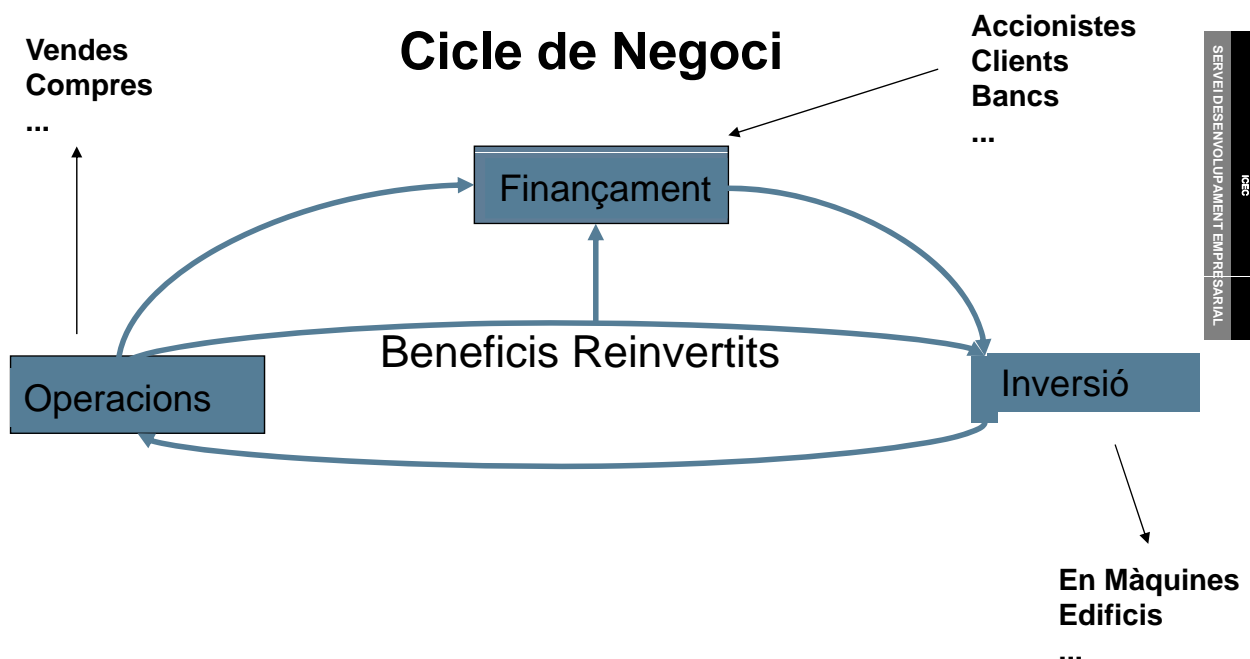 Cicle de Negoci
Vendes
Compres
...
Accionistes
Clients
Bancs
...
Finançament
Beneficis Reinvertits
Operacions
Inversió
En Màquines
Edificis
...
ICEC
SERVEI DESENVOLUPAMENT EMPRESARIAL